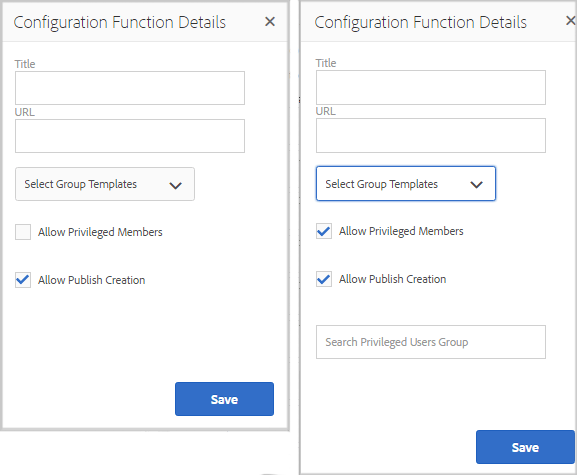 Configuration Function Details
Title
URL
Select Group Templates
Allow Privileged Members
Allow Publish Creation
Save
Configuration Function Details
Title
URL
Select Group Templates
Allow Privileged Members
Allow Publish Creation
Search Privileged Users Group
Save